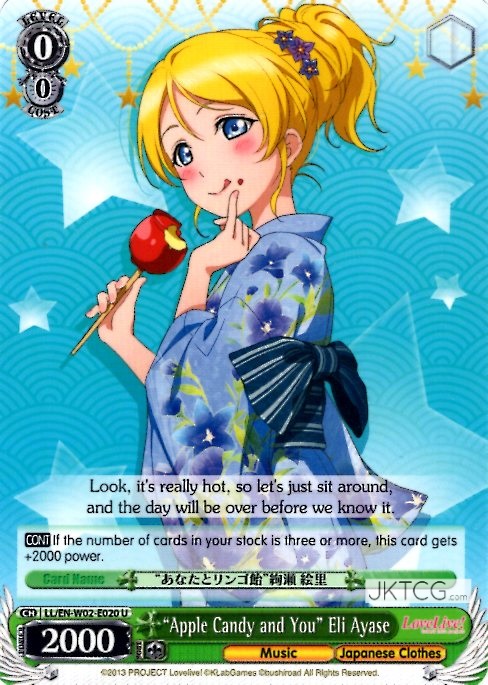 LEVEL
0
0
COST
Look, it's really hot, so let's just sit around,
and the day will be over before we know it.
CONT If the number of cards in your stock is three or more, this card gets
+2000 power.
Card Name "あなたとリンゴ飴"絢瀬 絵里
JKTCG.com
CH LL/EN-W02-E020 U
2000
"Apple Candy and You" Eli Ayase
LoveLive!
Music
Japanese Clothes
©2013 PROJECT Lovelive! ©KLabGames ©bushiroad All Rights Reserved.